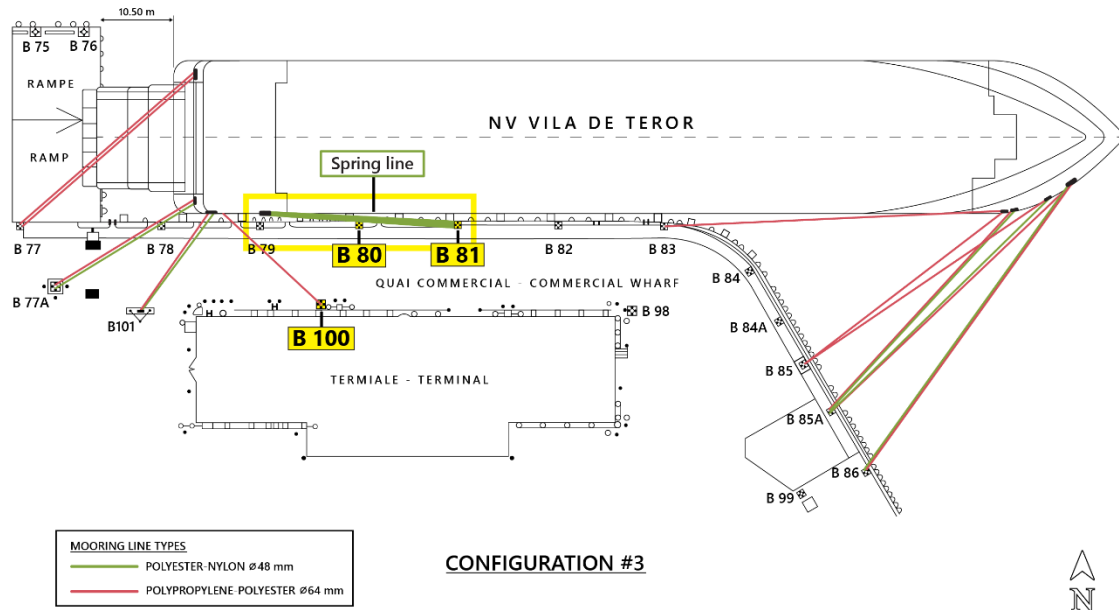 10.50 m
B 75
B 76
RAMPE
RAMP
NV VILA DE TEROR
Spring line
B 77
B 78
B 79
B 80
B 81
B 82
B 83
B 84
B 77A
B101
QUAI COMMERCIAL - COMMERCIAL WHARF
H
H
B 100
B 98
B 84A
B 85
TERMIALE - TERMINAL
B 85A
B 86
B 99
MOORING LINE TYPES
POLYESTER-NYLON Ø48 mm
POLYPROPYLENE-POLYESTER Ø64 mm
CONFIGURATION #3
N